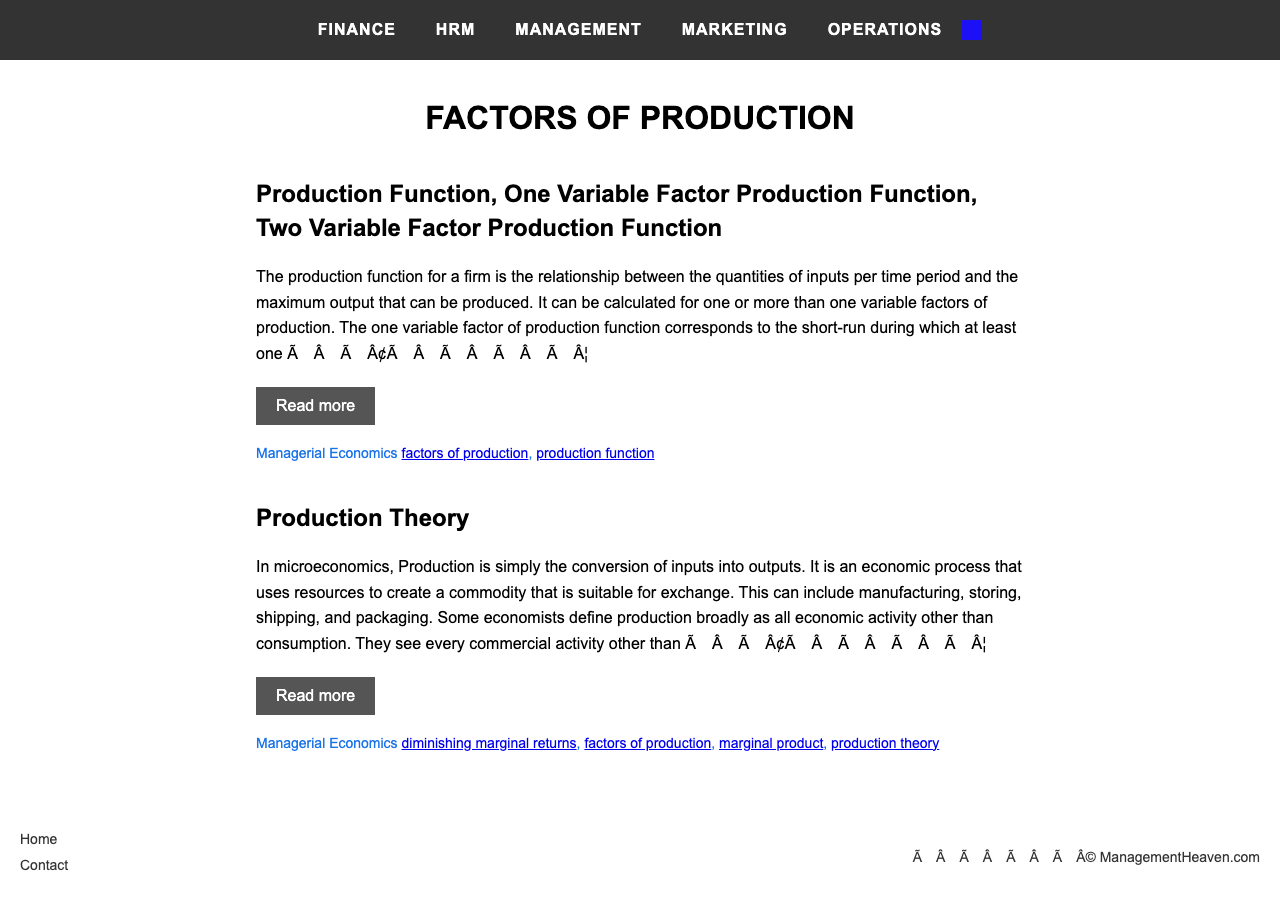 FINANCE HRM MANAGEMENT MARKETING OPERATIONS
FACTORS OF PRODUCTION
Production Function, One Variable Factor Production Function,
Two Variable Factor Production Function
The production function for a firm is the relationship between the quantities of inputs per time period and the
maximum output that can be produced. It can be calculated for one or more than one variable factors of
production. The one variable factor of production function corresponds to the short-run during which at least
one Ã Â Ã Â¢Ã Â Ã Â Ã Â Ã Â¦
Read more
Managerial Economics factors of production, production function
Production Theory
In microeconomics, Production is simply the conversion of inputs into outputs. It is an economic process that
uses resources to create a commodity that is suitable for exchange. This can include manufacturing, storing,
shipping, and packaging. Some economists define production broadly as all economic activity other than
consumption. They see every commercial activity other than Ã Â Ã Â¢Ã Â Ã Â Ã Â Ã Â¦
Read more
Managerial Economics diminishing marginal returns, factors of production, marginal product, production theory
Home
Contact
Ã Â Ã Â Ã Â Ã Â© ManagementHeaven.com